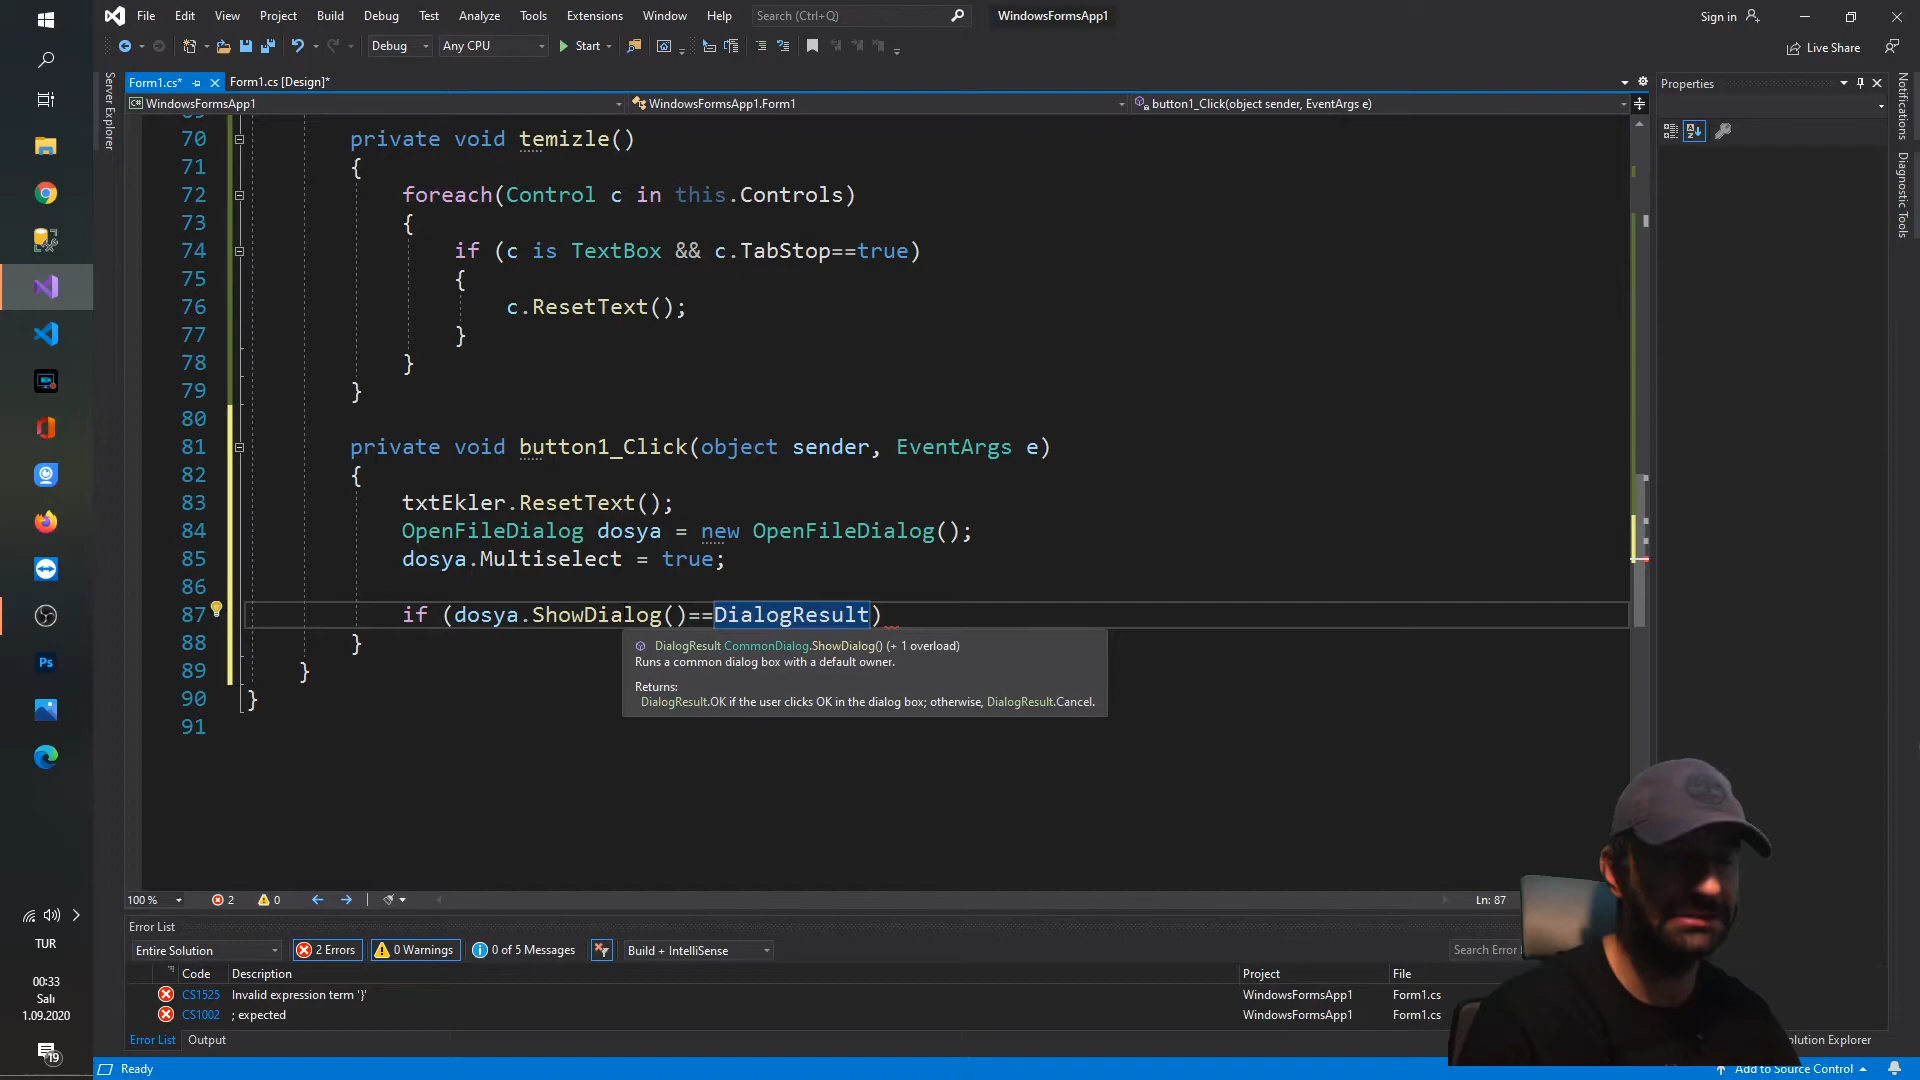 File Edit View Project Build Debug Test Analyze Tools Extensions Window Help Search (Ctrl+Q) WindowsFormsApp1 Sign in
Debug Any CPU Start Live Share
Form1.cs* Form1.cs [Design]* Properties
Server Explorer
WindowsFormsApp1 WindowsFormsApp1.Form1 button1_Click(object sender, EventArgs e)
Notifications
Diagnostic Tools
70 private void temizle()
71 {
72 foreach(Control c in this.Controls)
73 {
74 if (c is TextBox && c.TabStop==true)
75 {
76 c.ResetText();
77 }
78 }
79 }
80
81 private void button1_Click(object sender, EventArgs e)
82 {
83 txtEkler.ResetText();
84 OpenFileDialog dosya = new OpenFileDialog();
85 dosya.Multiselect = true;
86
87 if (dosya.ShowDialog()==DialogResult)
88 }
89 }
90 }
91
DialogResult CommonDialog.ShowDialog() (+ 1 overload)
Runs a common dialog box with a default owner.
Returns:
DialogResult.OK if the user clicks OK in the dialog box; otherwise, DialogResult.Cancel.
100 % 2 0 Ln: 87
Error List
Entire Solution 2 Errors 0 Warnings 0 of 5 Messages Build + IntelliSense Search Error
Code Description Project File
CS1525 Invalid expression term '}' WindowsFormsApp1 Form1.cs
CS1002 ; expected WindowsFormsApp1 Form1.cs
Error List Output olution Explorer
Ready Add to Source Control
Ps
TUR
00:33
Salı
1.09.2020
19